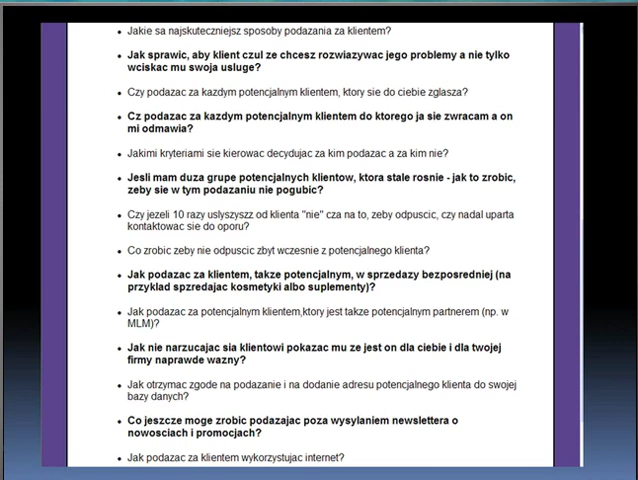 • Jakie sa najskuteczniejsz sposoby podazania za klientem?
• Jak sprawic, aby klient czul ze chcesz rozwiazywac jego problemy a nie tylko
wciskac mu swoja usluge?
• Czy podazac za kazdym potencjalnym klientem, ktory sie do ciebie zglasza?
• Cz podazac za kazdym potencjalnym klientem do ktorego ja sie zwracam a on
mi odmawia?
• Jakimi kryteriami sie kierowac decydujac za kim podazac a za kim nie?
• Jesli mam duza grupe potencjalnych klientow, ktora stale rosnie - jak to zrobic,
zeby sie w tym podazaniu nie pogubic?
• Czy jezeli 10 razy uslyszysz od klienta "nie" cza na to, zeby odpuscic, czy nadal uparta
kontaktowac sie do oporu?
• Co zrobic zeby nie odpuscic zbyt wczesnie z potencjalnego klienta?
• Jak podazac za klientem, takze potencjalnym, w sprzedazy bezposredniej (na
przyklad sprzedajac kosmetyki albo suplementy)?
• Jak podazac za potencjalnym klientem,ktory jest takze potencjalnym partnerem (np. w
MLM)?
• Jak nie narzucajac sia klientowi pokazac mu ze jest on dla ciebie i dla twojej
firmy naprawde wazny?
• Jak otrzymac zgode na podazanie i na dodanie adresu potencjalnego klienta do swojej
bazy danych?
• Co jeszcze moge zrobic podazajac poza wysylaniem newslettera o
nowosciach i promocjach?
• Jak podazac za klientem wykorzystujac internet?